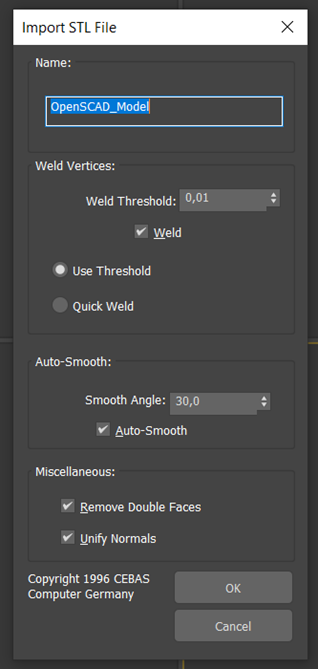 Import STL File
Name:
OpenSCAD_Model
Weld Vertices:
Weld Threshold: 0,01
Weld
Use Threshold
Quick Weld
Auto-Smooth:
Smooth Angle: 30,0
Auto-Smooth
Miscellaneous:
Remove Double Faces
Unify Normals
Copyright 1996 CEBAS
Computer Germany
OK
Cancel